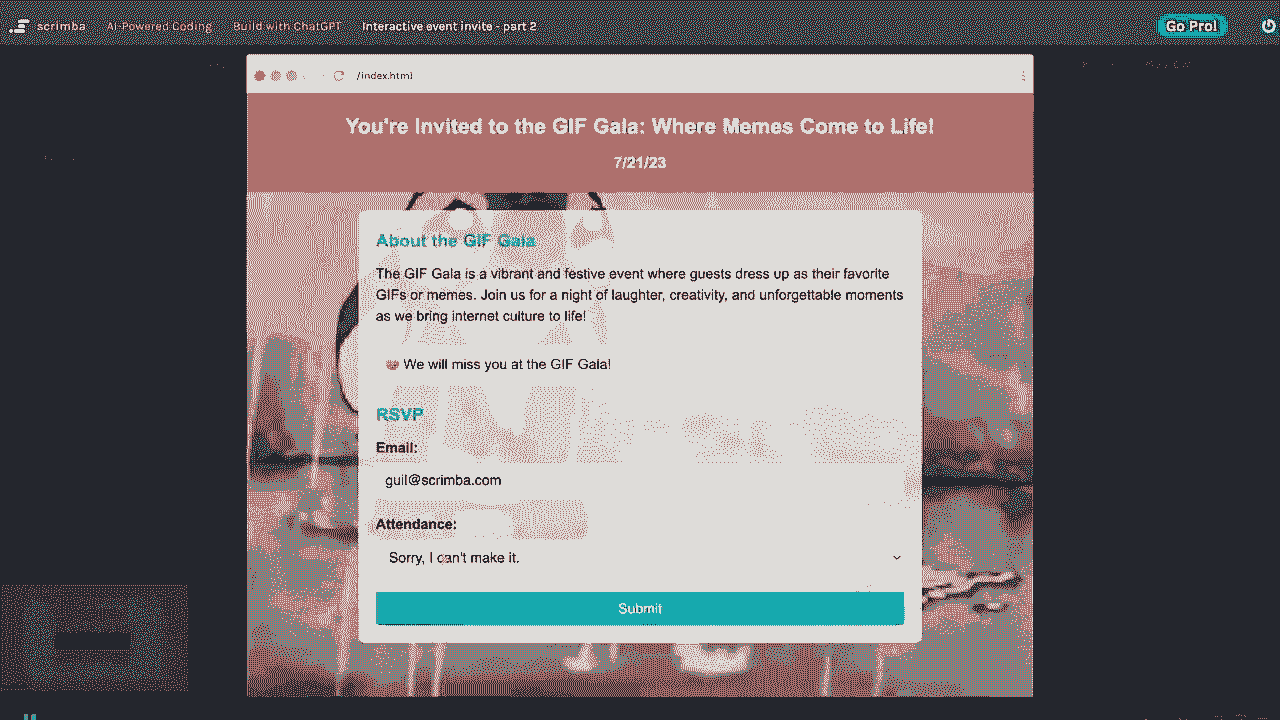 scrimba AI-Powered Coding Build with ChatGPT Interactive event invite - part 2 Go Pro!
/index.html
You're Invited to the GIF Gala: Where Memes Come to Life!
7/21/23
About the GIF Gala
The GIF Gala is a vibrant and festive event where guests dress up as their favorite
GIFs or memes. Join us for a night of laughter, creativity, and unforgettable moments
as we bring internet culture to life!
We will miss you at the GIF Gala!
RSVP
Email:
guil@scrimba.com
Attendance:
Sorry, I can't make it.
Submit